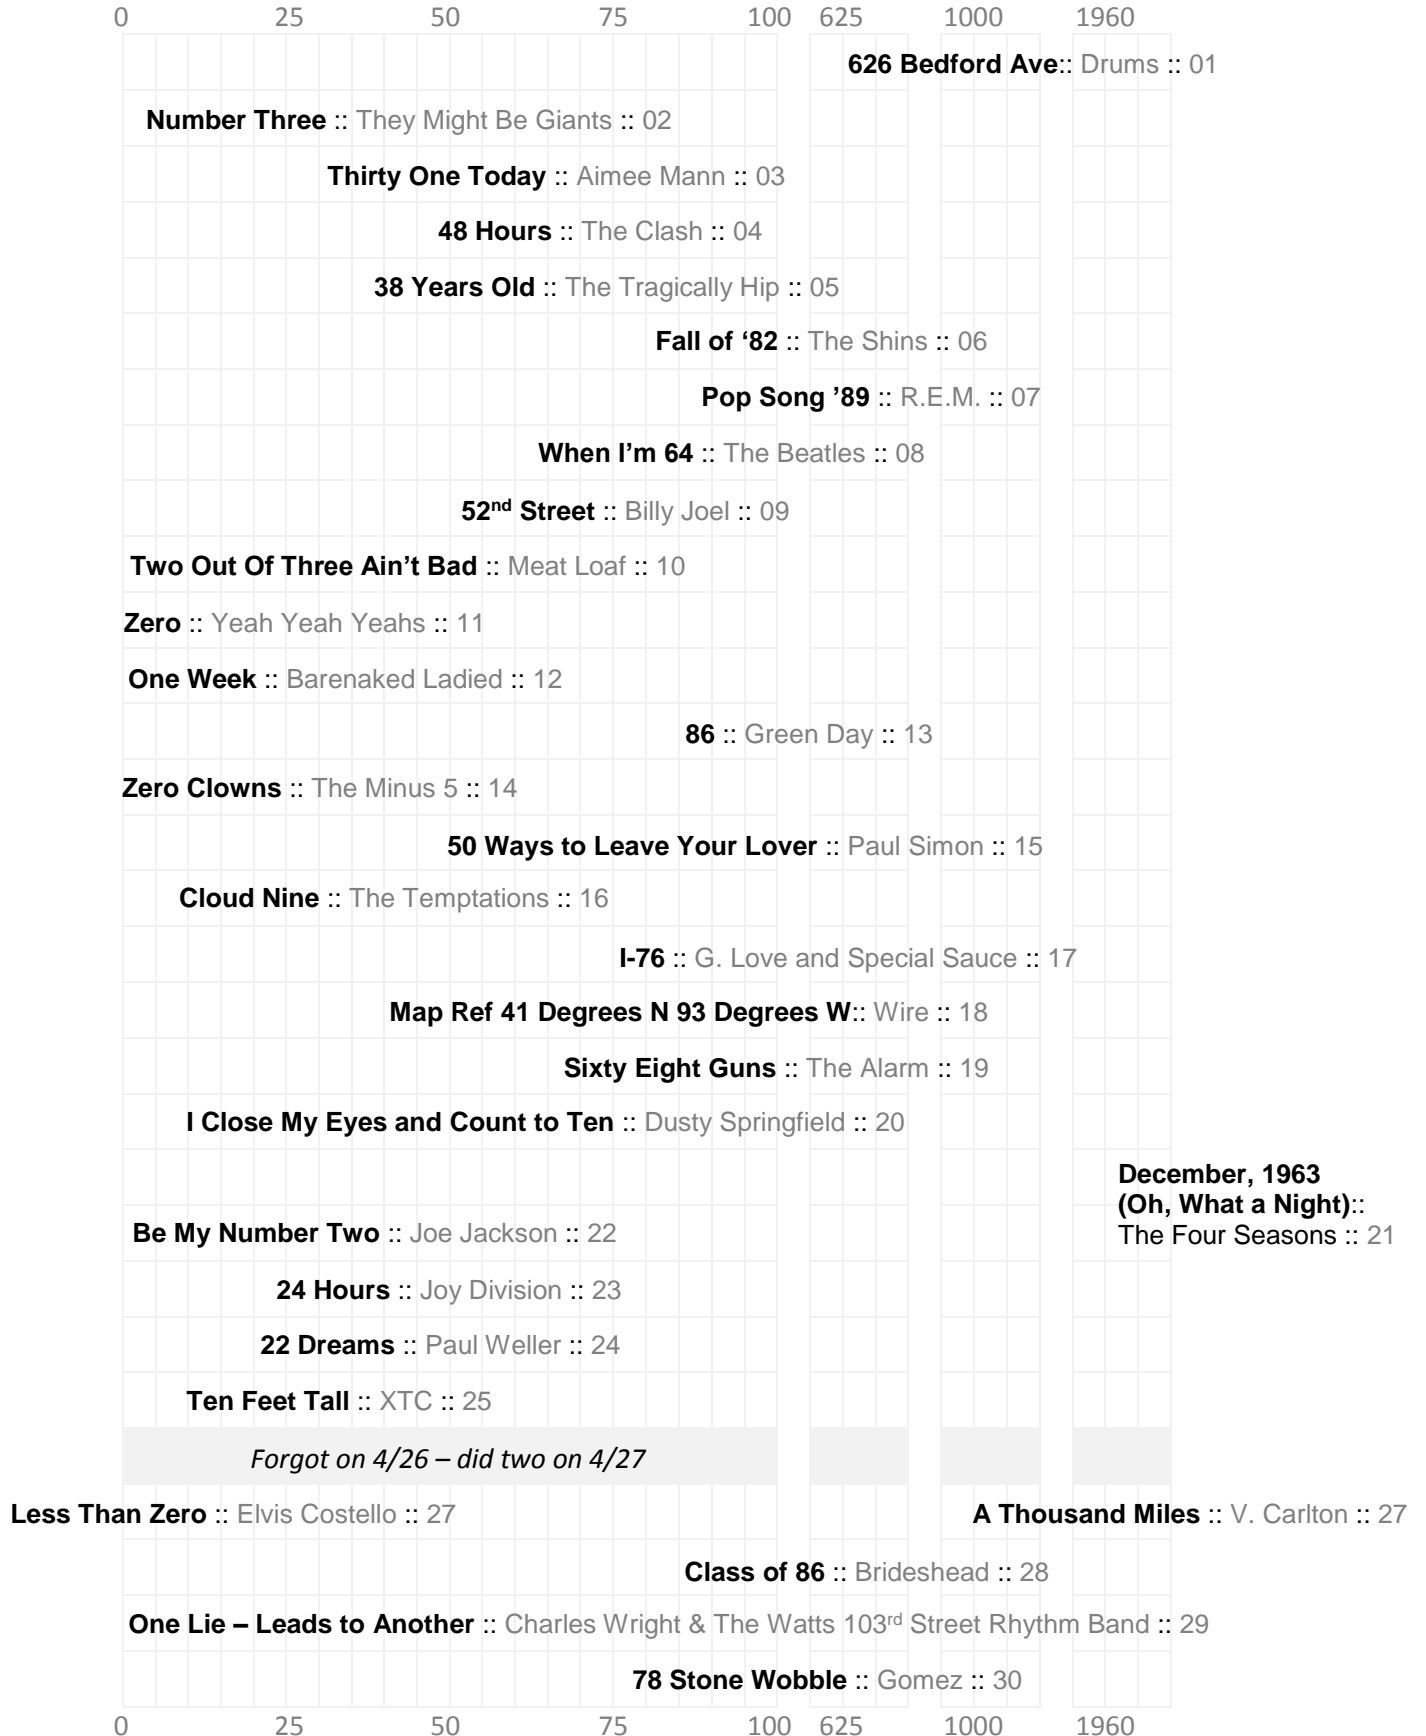 0 25 50 75 100 625 1000 1960
626 Bedford Ave:: Drums :: 01
Number Three :: They Might Be Giants :: 02
Thirty One Today :: Aimee Mann :: 03
48 Hours :: The Clash :: 04
38 Years Old :: The Tragically Hip :: 05
Fall of ‘82 :: The Shins :: 06
Pop Song ’89 :: R.E.M. :: 07
When I’m 64 :: The Beatles :: 08
52nd Street :: Billy Joel :: 09
Two Out Of Three Ain’t Bad :: Meat Loaf :: 10
Zero :: Yeah Yeah Yeahs :: 11
One Week :: Barenaked Ladied :: 12
86 :: Green Day :: 13
Zero Clowns :: The Minus 5 :: 14
50 Ways to Leave Your Lover :: Paul Simon :: 15
Cloud Nine :: The Temptations :: 16
I-76 :: G. Love and Special Sauce :: 17
Map Ref 41 Degrees N 93 Degrees W:: Wire :: 18
Sixty Eight Guns :: The Alarm :: 19
I Close My Eyes and Count to Ten :: Dusty Springfield :: 20
December, 1963
(Oh, What a Night)::
The Four Seasons :: 21
Be My Number Two :: Joe Jackson :: 22
24 Hours :: Joy Division :: 23
22 Dreams :: Paul Weller :: 24
Ten Feet Tall :: XTC :: 25
Forgot on 4/26 – did two on 4/27
Less Than Zero :: Elvis Costello :: 27
A Thousand Miles :: V. Carlton :: 27
Class of 86 :: Brideshead :: 28
One Lie – Leads to Another :: Charles Wright & The Watts 103rd Street Rhythm Band :: 29
78 Stone Wobble :: Gomez :: 30
0 25 50 75 100 625 1000 1960